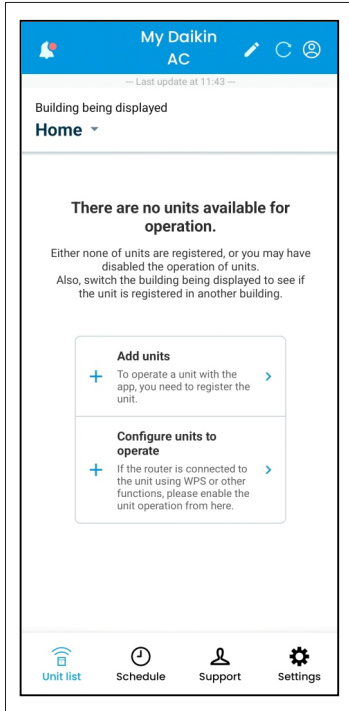 My Daikin
AC
— Last update at 11:43 —
Building being displayed
Home
There are no units available for
operation.
Either none of units are registered, or you may have
disabled the operation of units.
Also, switch the building being displayed to see if
the unit is registered in another building.
Add units
To operate a unit with the
app, you need to register the
unit.
Configure units to
operate
If the router is connected to
the unit using WPS or other
functions, please enable the
unit operation from here.
Unit list
Schedule
Support
Settings